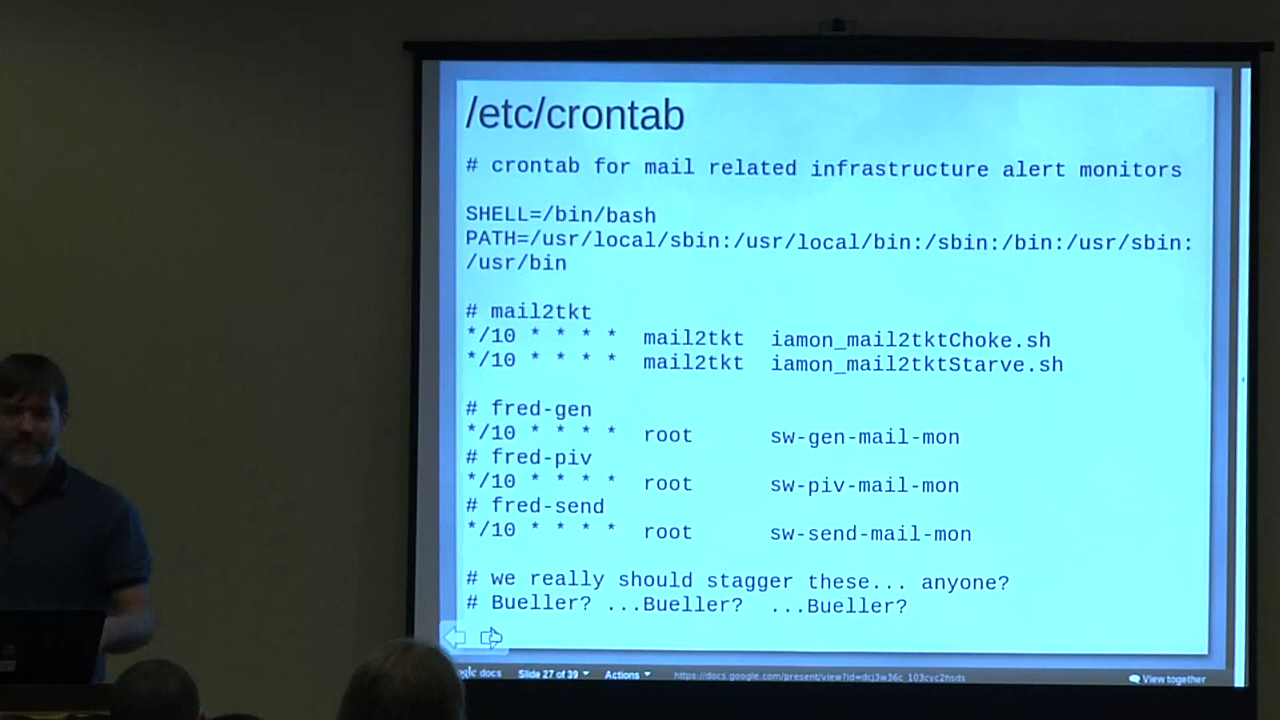 /etc/crontab
# crontab for mail related infrastructure alert monitors
SHELL=/bin/bash
PATH=/usr/local/sbin:/usr/local/bin:/sbin:/bin:/usr/sbin:
/usr/bin
# mail2tkt
*/10 * * * * mail2tkt iamon_mail2tktChoke.sh
*/10 * * * * mail2tkt iamon_mail2tktStarve.sh
# fred-gen
*/10 * * * * root sw-gen-mail-mon
# fred-piv
*/10 * * * * root sw-piv-mail-mon
# fred-send
*/10 * * * * root sw-send-mail-mon
# we really should stagger these... anyone?
# Bueller? ...Bueller? ...Bueller?
docs Slide 27 of 39 Actions View together